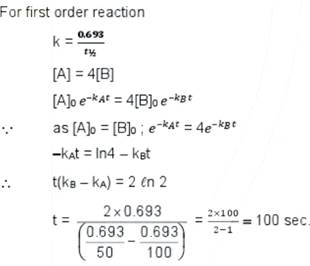 For first order reaction
k = 0.693/t½
[A] = 4[B]
[A]₀ e^–kAt = 4[B]₀ e^–kBt
∵ as [A]₀ = [B]₀ ; e^–kAt = 4e^–kBt
–kAt = ln4 – kBt
∴ t(kB – kA) = 2 ℓn 2
t = 2×0.693/(0.693/50 – 0.693/100) = 2×100/2–1 = 100 sec.